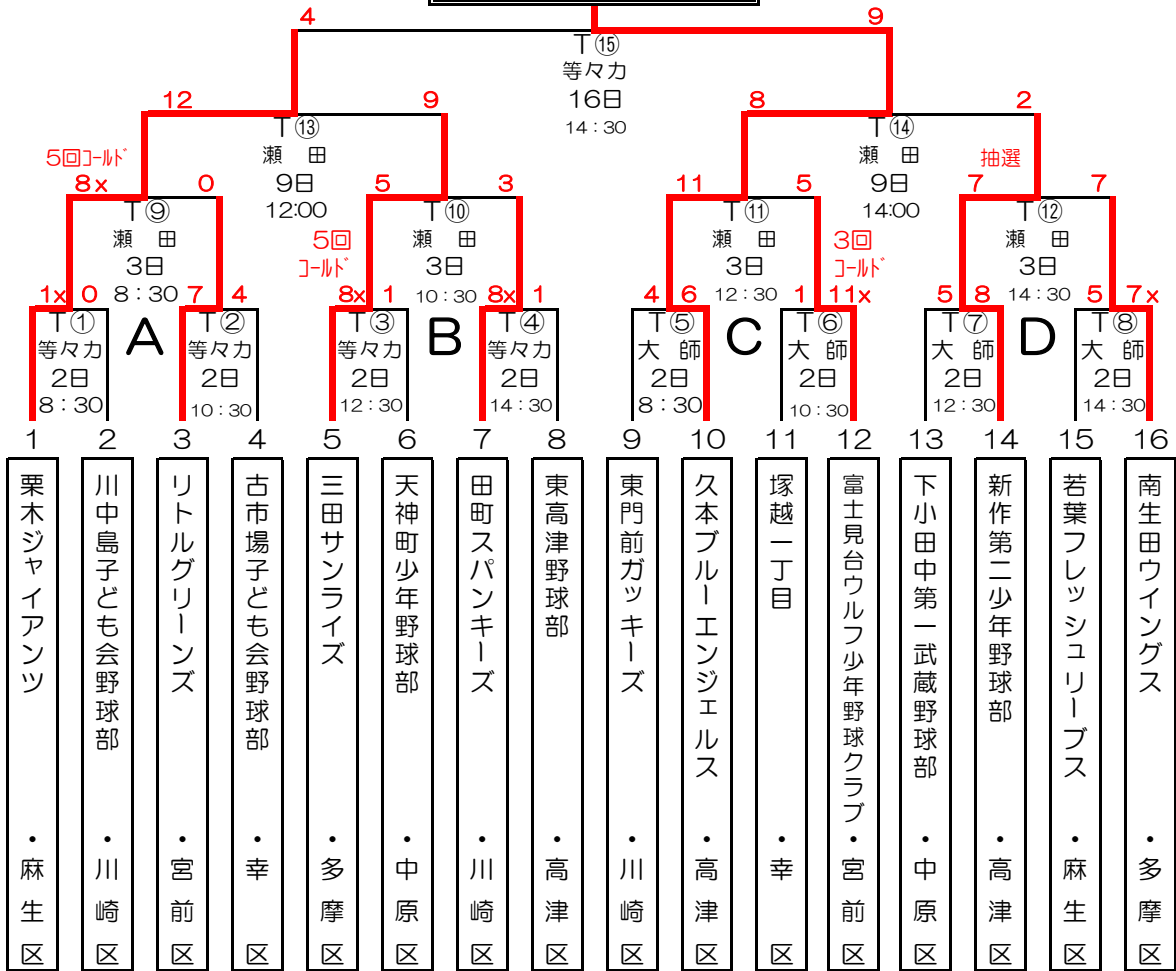 4 9
T⑮
等々力
16日
14:30
12 9 8 2
T⑬ T⑭
瀬 田 瀬 田
9日 9日
12:00 14:00
5回コールド 抽選
8x 0 5 3 11 5 7 7
T⑨ T⑩ T⑪ T⑫
瀬 田 瀬 田 瀬 田 瀬 田
3日 3日 3日 3日
8:30 10:30 12:30 14:30
5回
コールド
3回
コールド
1x 0 7 4 8x 1 8x 1 4 6 1 11x 5 8 5 7x
A B C D
T① T② T③ T④ T⑤ T⑥ T⑦ T⑧
等々力 等々力 等々力 等々力 大 師 大 師 大 師 大 師
2日 2日 2日 2日 2日 2日 2日 2日
8:30 10:30 12:30 14:30 8:30 10:30 12:30 14:30
1 2 3 4 5 6 7 8 9 10 11 12 13 14 15 16
栗木ジャイアンツ ・麻生区
川中島子ども会野球部 ・川崎区
リトルグリーンズ ・宮前区
古市場子ども会野球部 ・幸 区
三田サンライズ ・多摩区
天神町少年野球部 ・中原区
田町スパンキーズ ・川崎区
東高津野球部 ・高津区
東門前ガッキーズ ・川崎区
久本ブルーエンジェルス ・高津区
塚越一丁目 ・幸 区
富士見台ウルフ少年野球クラブ ・宮前区
下小田中第一武蔵野球部 ・中原区
新作第二少年野球部 ・高津区
若葉フレッシュリーブス ・麻生区
南生田ウイングス ・多摩区